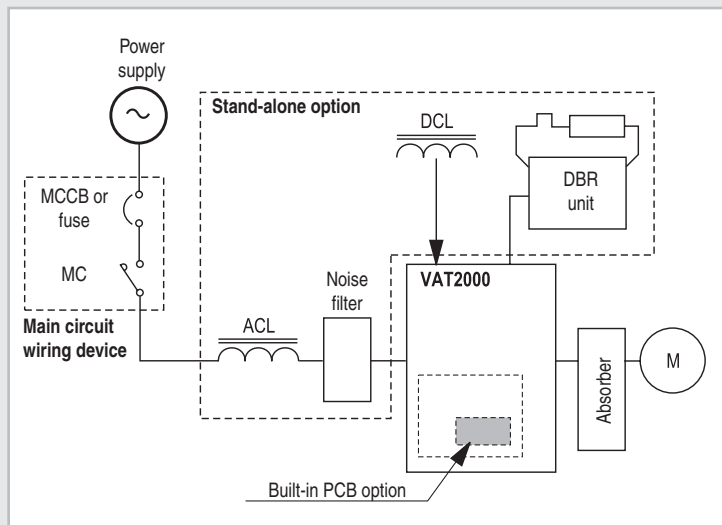 Power
supply
Stand-alone option
DCL
DBR
unit
MCCB or
fuse
MC
Main circuit
wiring device
ACL
Noise
filter
VAT2000
Absorber
M
Built-in PCB option